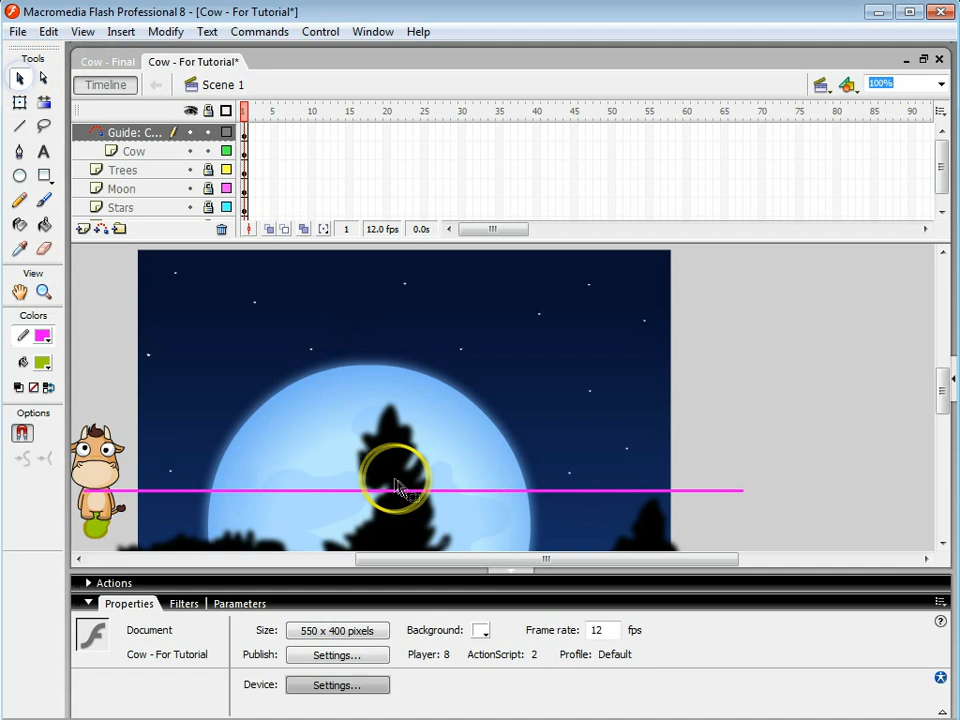 Macromedia Flash Professional 8 - [Cow - For Tutorial*]
File Edit View Insert Modify Text Commands Control Window Help
Tools
Cow - Final Cow - For Tutorial*
Timeline Scene 1 100%
1 5 10 15 20 25 30 35 40 45 50 55 60 65 70 75 80 85 90
Guide: C...
Cow
Trees
Moon
Stars
1 12.0 fps 0.0s
View
Colors
Options
Actions
Properties Filters Parameters
Document Size: 550 x 400 pixels Background: Frame rate: 12 fps
Cow - For Tutorial Publish: Settings... Player: 8 ActionScript: 2 Profile: Default
Device: Settings...